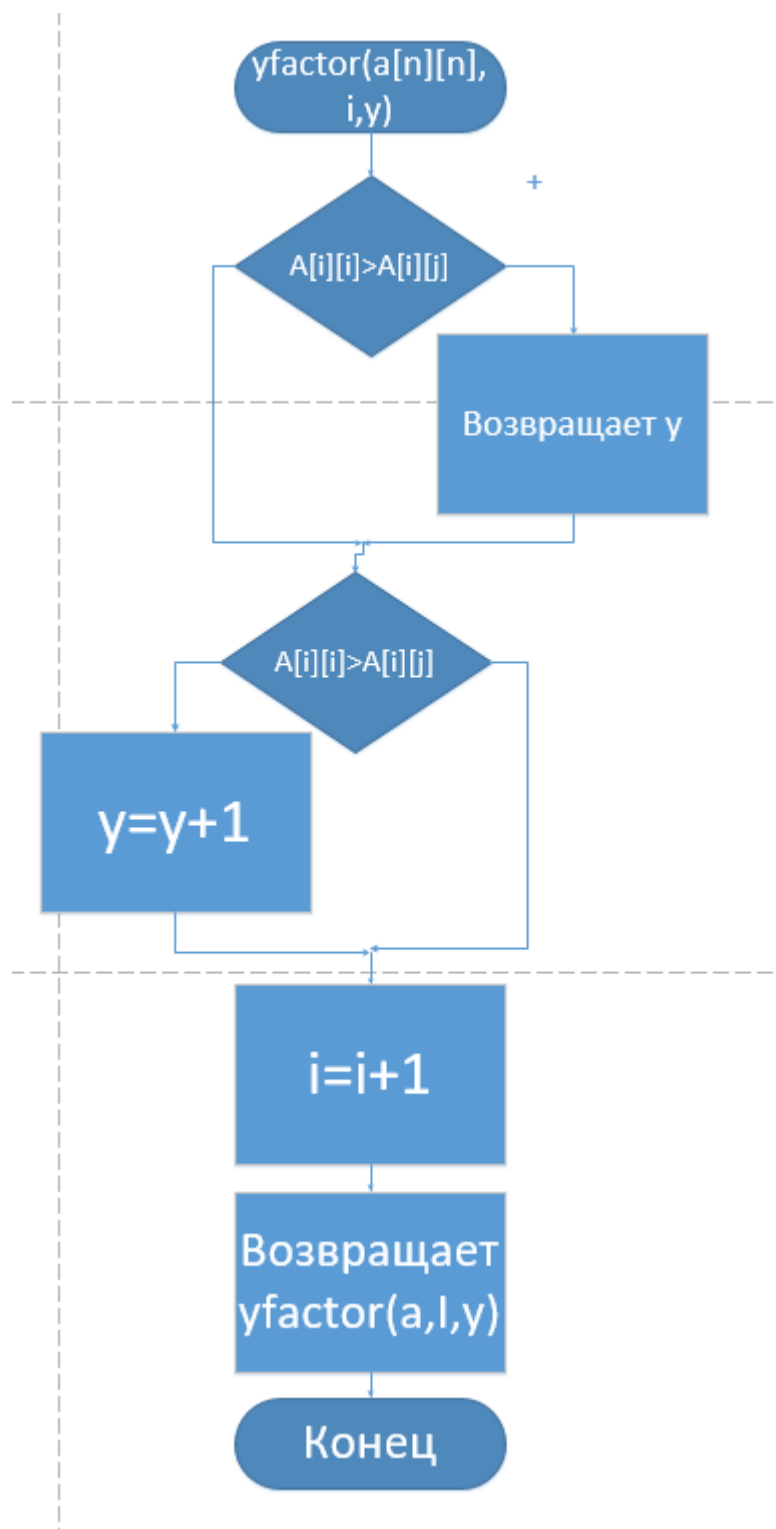 yfactor(a[n][n],
i,y)
+
A[i][i]>A[i][j]
Возвращает y
A[i][i]>A[i][j]
y=y+1
i=i+1
Возвращает
yfactor(a,I,y)
Конец